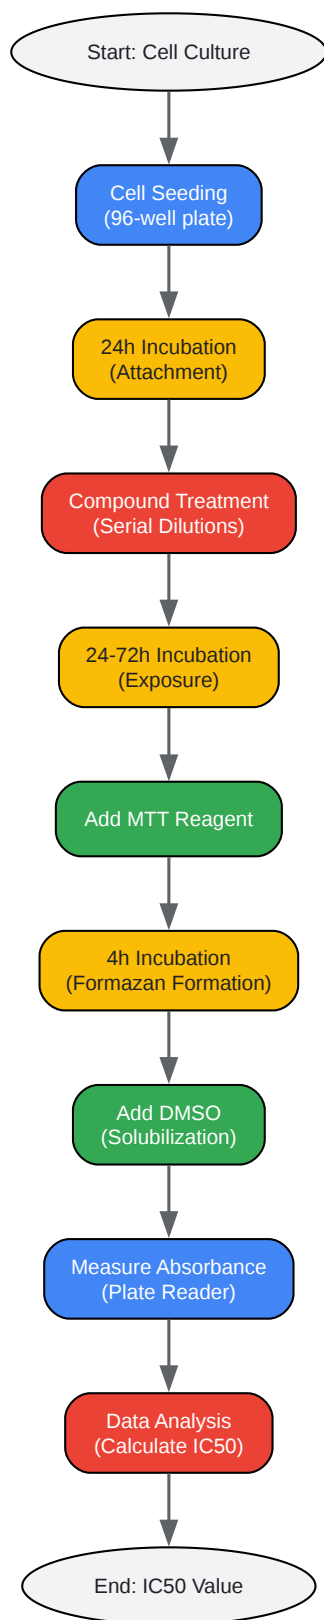 Start: Cell Culture
Cell Seeding
(96-well plate)
24h Incubation
(Attachment)
Compound Treatment
(Serial Dilutions)
24-72h Incubation
(Exposure)
Add MTT Reagent
4h Incubation
(Formazan Formation)
Add DMSO
(Solubilization)
Measure Absorbance
(Plate Reader)
Data Analysis
(Calculate IC50)
End: IC50 Value